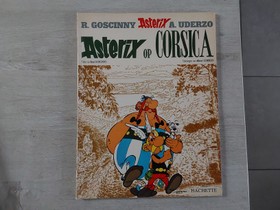 R. GOSCINNY Asterix A. UDERZO
Asterix op CORSICA
HACHETTE